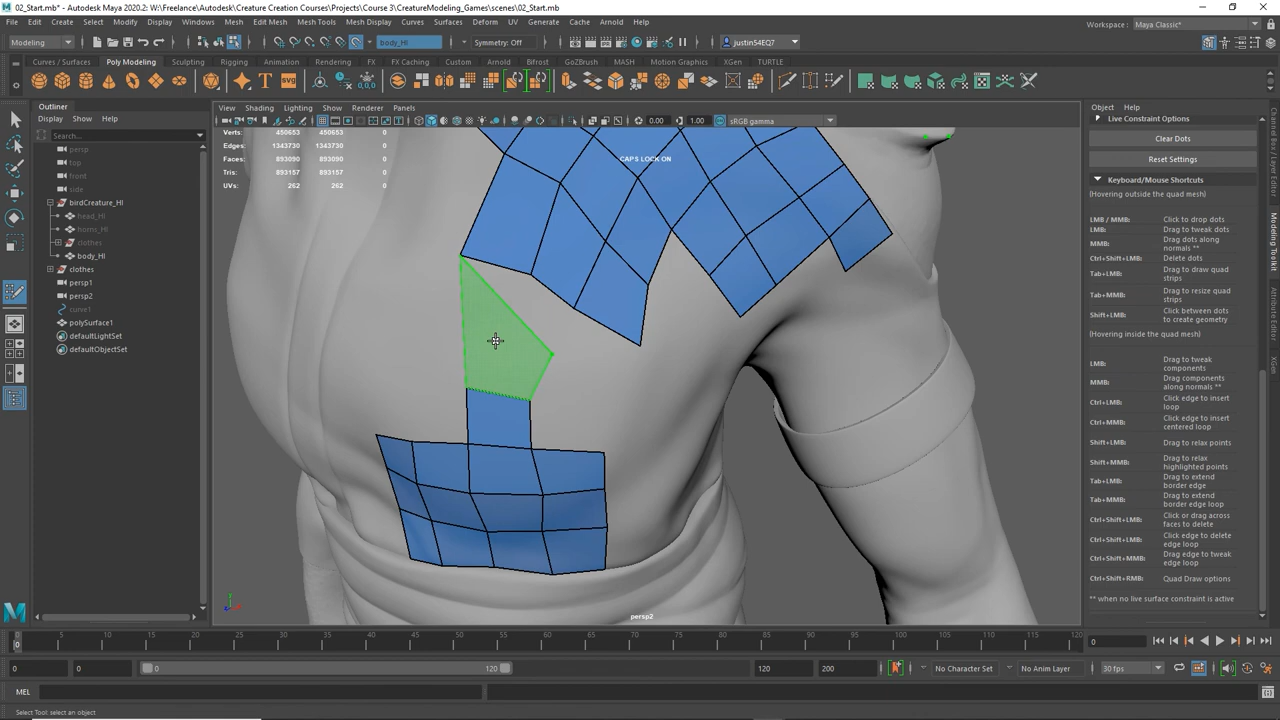 02_Start.mb* - Autodesk Maya 2020.2: N:\Freelance\Autodesk\Creature Creation Courses\Projects\Course 3\CreatureModeling_Games\scenes\02_Start.mb
File Edit Create Select Modify Display Windows Mesh Edit Mesh Mesh Tools Mesh Display Curves Surfaces Deform UV Generate Cache Arnold Help
Workspace : Maya Classic*
Modeling
body_HI
Symmetry: Off
justin54EQ7
Curves / Surfaces Poly Modeling Sculpting Rigging Animation Rendering FX FX Caching Custom Arnold Bifrost GoZBrush MASH Motion Graphics XGen TURTLE
Outliner
Display Show Help
Search...
persp
top
front
side
birdCreature_HI
head_HI
horns_HI
clothes
body_HI
clothes
persp1
persp2
curve1
polySurface1
defaultLightSet
defaultObjectSet
View Shading Lighting Show Renderer Panels
0.00
1.00
sRGB gamma
Verts: 450653 450653 0
Edges: 1343730 1343730 0
Faces: 893090 893090 0
Tris: 893157 893157 0
UVs: 262 262 0
CAPS LOCK ON
persp2
Object Help
Live Constraint Options
Clear Dots
Reset Settings
Keyboard/Mouse Shortcuts
(Hovering outside the quad mesh)
LMB / MMB: Click to drop dots
LMB: Drag to tweak dots
MMB: Drag dots along normals **
Ctrl+Shift+LMB: Delete dots
Tab+LMB: Drag to draw quad strips
Tab+MMB: Drag to resize quad strips
Shift+LMB: Click between dots to create geometry
(Hovering inside the quad mesh)
LMB: Drag to tweak components
MMB: Drag components along normals **
Ctrl+LMB: Click edge to insert loop
Ctrl+MMB: Click edge to insert centered loop
Shift+LMB: Drag to relax points
Shift+MMB: Drag to relax highlighted points
Tab+LMB: Drag to extend border edge
Tab+MMB: Drag to extend border edge loop
Ctrl+Shift+LMB: Click or drag across faces to delete
Ctrl+Shift+LMB: Click edge to delete edge loop
Ctrl+Shift+MMB: Drag edge to tweak edge loop
Ctrl+Shift+RMB: Quad Draw options
** when no live surface constraint is active
Modeling Toolkit
XGen
0 5 10 15 20 25 30 35 40 45 50 55 60 65 70 75 80 85 90 95 100 105 110 115 120
0
0
0 0 0 120 120 200
No Character Set
No Anim Layer
30 fps
MEL
Select Tool: select an object